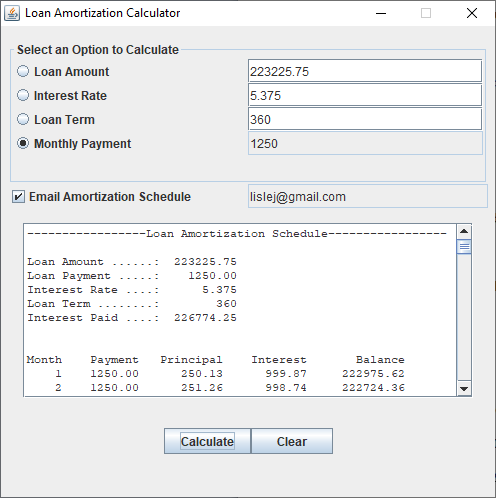 Loan Amortization Calculator
Select an Option to Calculate
Loan Amount 223225.75
Interest Rate 5.375
Loan Term 360
Monthly Payment 1250
Email Amortization Schedule lislej@gmail.com
-----------------Loan Amortization Schedule-----------------
Loan Amount ......: 223225.75
Loan Payment .....: 1250.00
Interest Rate ....: 5.375
Loan Term ........: 360
Interest Paid ....: 226774.25
Month Payment Principal Interest Balance
1 1250.00 250.13 999.87 222975.62
2 1250.00 251.26 998.74 222724.36
Calculate Clear